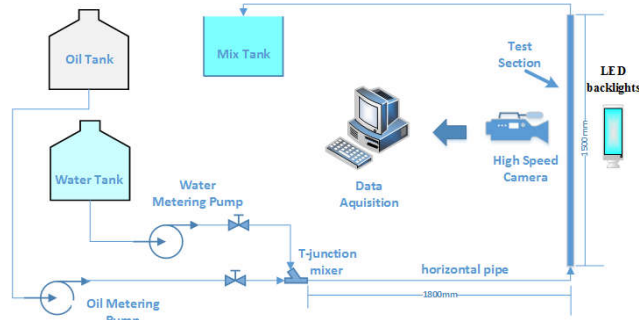 Oil Tank
Mix Tank
Test
Section
LED
backlights
Water Tank
1500mm
High Speed
Camera
Data
Aquisition
Water
Metering Pump
T-junction
mixer
horizontal pipe
1800mm
Oil Metering
Pump